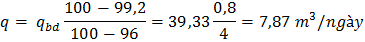 q = q_bd (100 − 99,2)/(100 − 96) = 39,33 0,8/4 = 7,87 m³/ngày